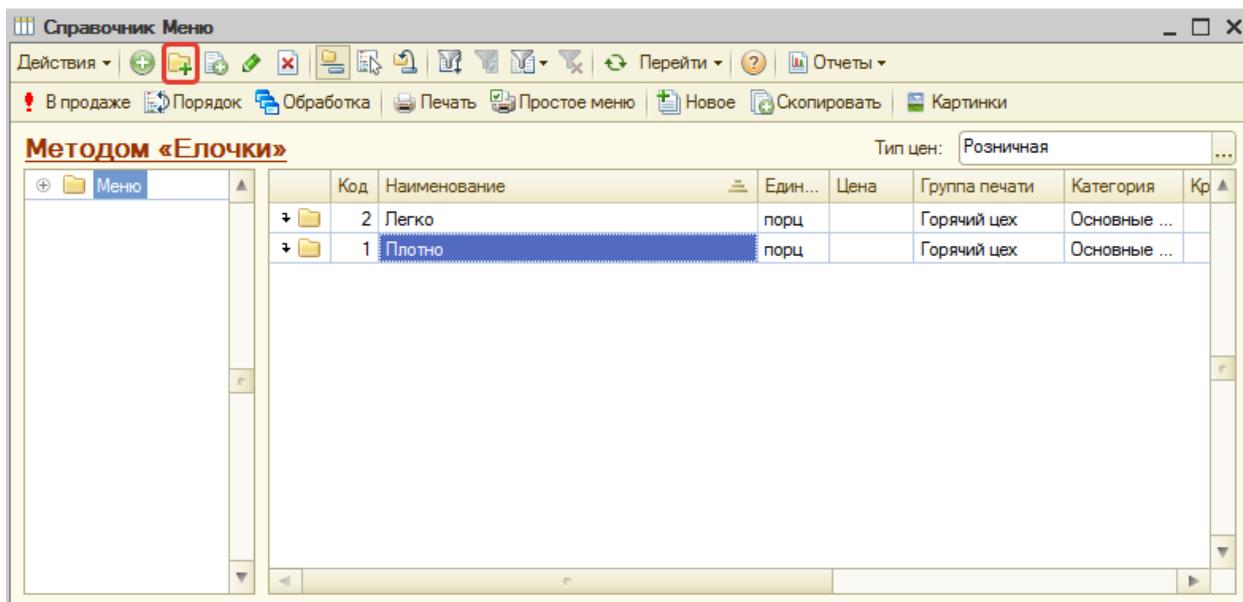 Справочник Меню
Действия Перейти ? Отчеты
В продаже Порядок Обработка Печать Простое меню Новое Скопировать Картинки
Методом «Елочки» Тип цен: Розничная ...
Меню Код Наименование Един... Цена Группа печати Категория Кр
2 Легко порц Горячий цех Основные ...
1 Плотно порц Горячий цех Основные ...